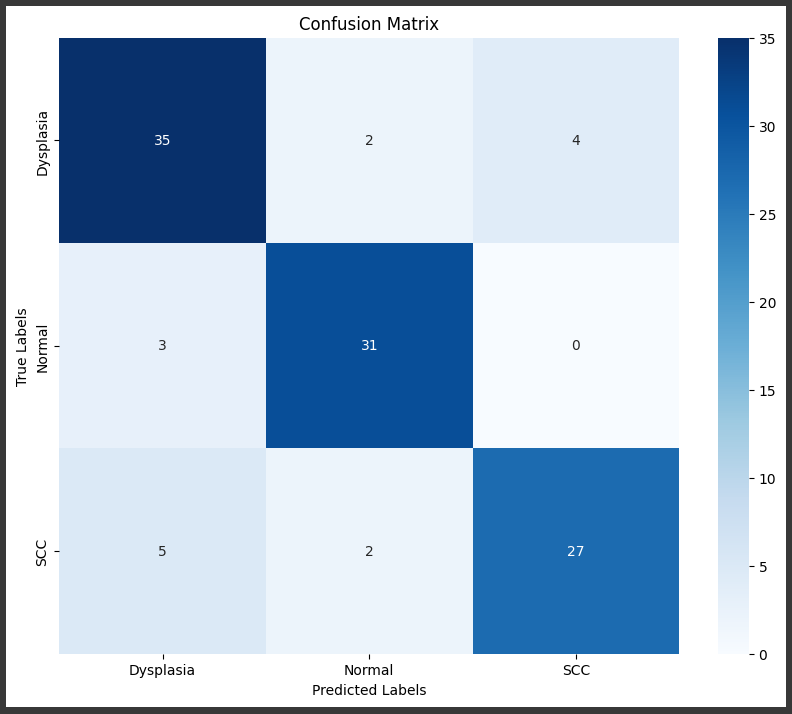 Confusion Matrix
True Labels
Dysplasia
35
2
4
Normal
3
31
0
SCC
5
2
27
Dysplasia
Normal
SCC
Predicted Labels
35
30
25
20
15
10
5
0